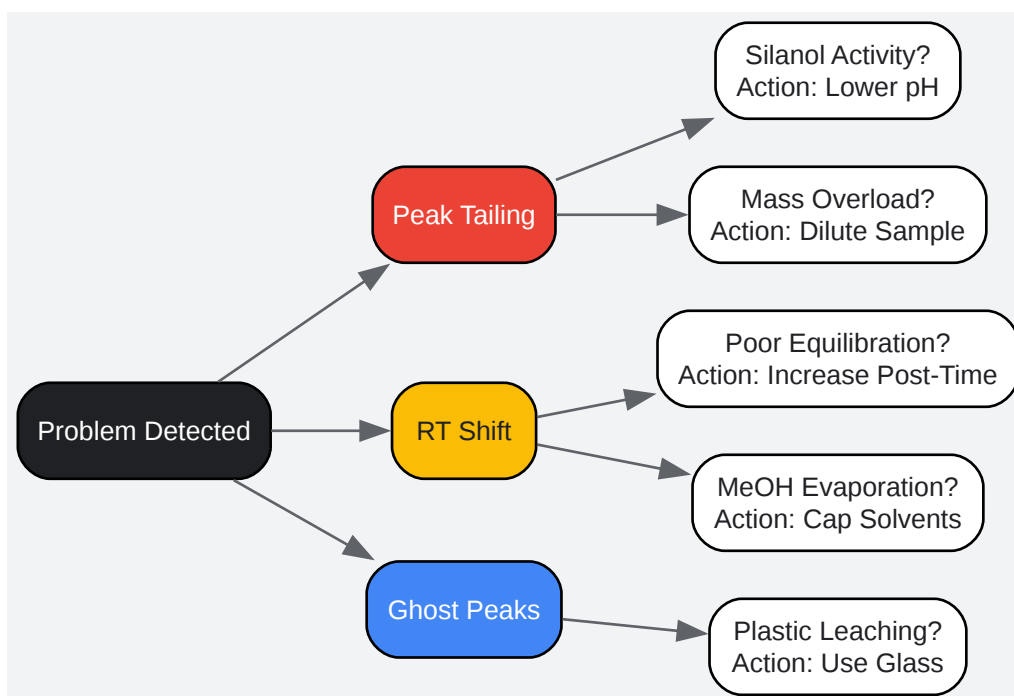 Problem Detected
Peak Tailing
Silanol Activity?
Action: Lower pH
Mass Overload?
Action: Dilute Sample
RT Shift
Poor Equilibration?
Action: Increase Post-Time
MeOH Evaporation?
Action: Cap Solvents
Ghost Peaks
Plastic Leaching?
Action: Use Glass